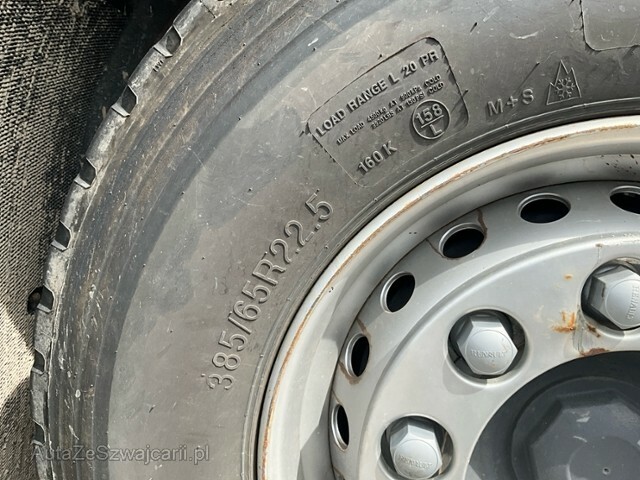 LOAD RANGE L 20 PR
158
L
160 K
M+S
385/65R22.5
AutaZeSzwajcarii.pl